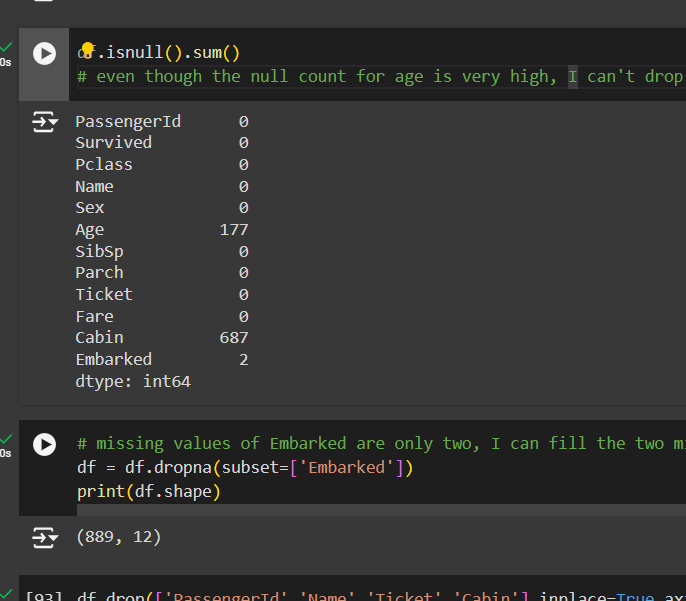 0s
df.isnull().sum()
# even though the null count for age is very high, I can't drop
PassengerId 0
Survived 0
Pclass 0
Name 0
Sex 0
Age 177
SibSp 0
Parch 0
Ticket 0
Fare 0
Cabin 687
Embarked 2
dtype: int64
0s
# missing values of Embarked are only two, I can fill the two
df = df.dropna(subset=['Embarked'])
print(df.shape)
(889, 12)
[93] df.drop(['PassengerId','Name','Ticket','Cabin'],inplace=True,